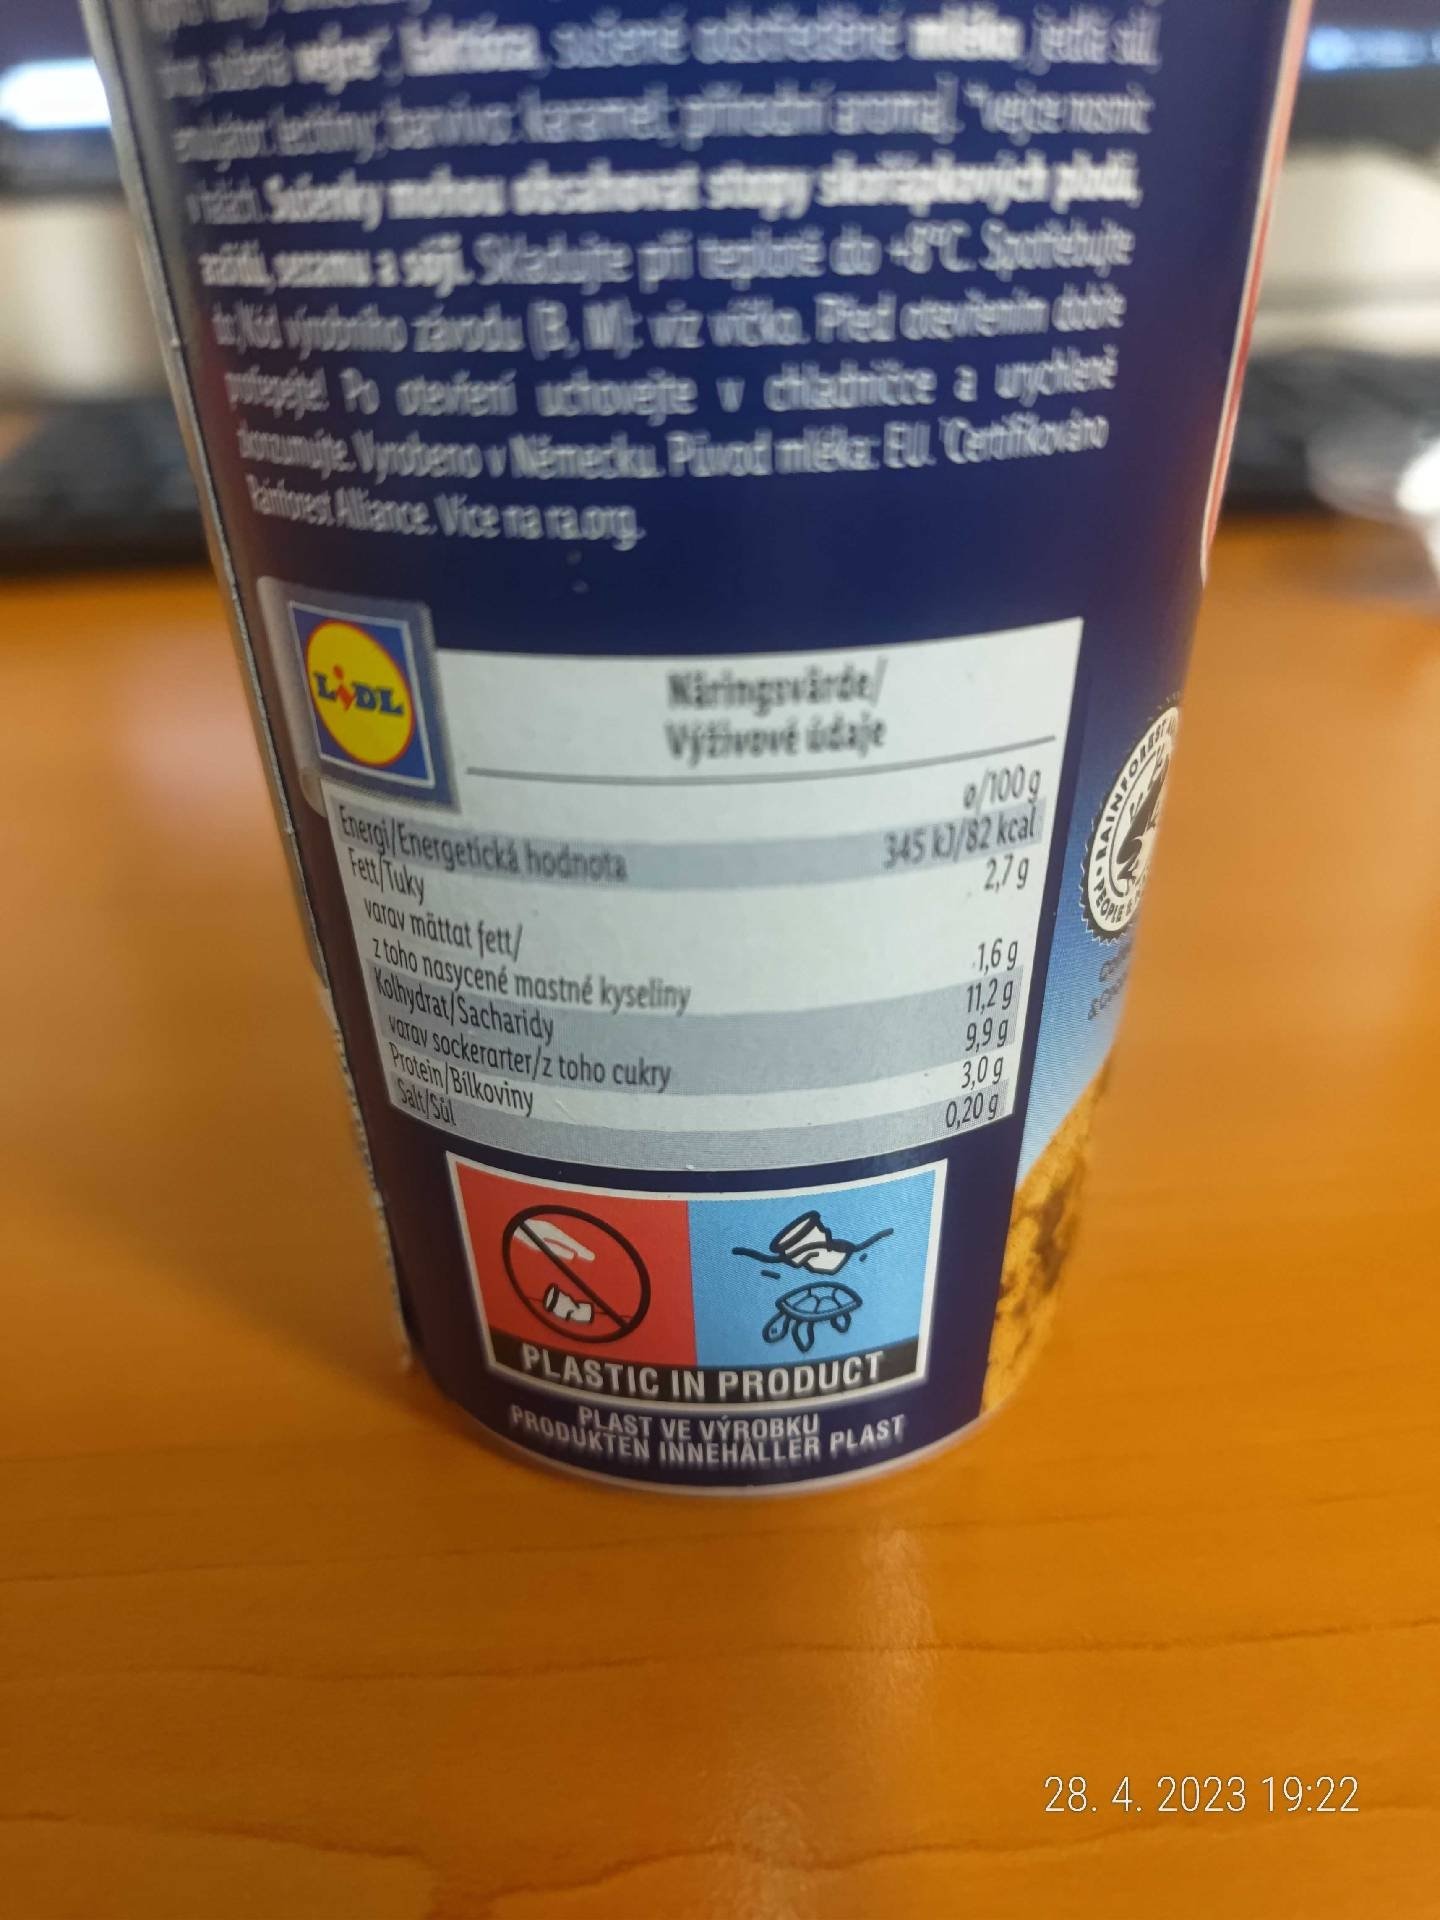 vejce*, laktóza, sušené odstředěné mléko, jedlá sůl,
lecitiny, barvivo: karamel, přírodní aroma]. *vejce nosnic
v halách. Sušenky mohou obsahovat stopy skořápkových plodů,
arašídů, sezamu a sóji. Skladujte při teplotě do +8°C. Spotřebujte
do/Kód výrobního závodu (B, M): viz víčko. Před otevřením dobře
protřepejte! Po otevření uchovejte v chladničce a urychleně
konzumujte. Vyrobeno v Německu. Původ mléka: EU. Certifikováno
Rainforest Alliance. Více na ra.org.
LIDL
Näringsvärde/
Výživové údaje
ø/100 g
Energi/Energetická hodnota 345 kJ/82 kcal
Fett/Tuky 2,7 g
varav mättat fett/
z toho nasycené mastné kyseliny 1,6 g
Kolhydrat/Sacharidy 11,2 g
varav sockerarter/z toho cukry 9,9 g
Protein/Bílkoviny 3,0 g
Salt/Sůl 0,20 g
RAINFOREST
PEOPLE &
PLASTIC IN PRODUCT
PLAST VE VÝROBKU
PRODUKTEN INNEHÅLLER PLAST
28. 4. 2023 19:22